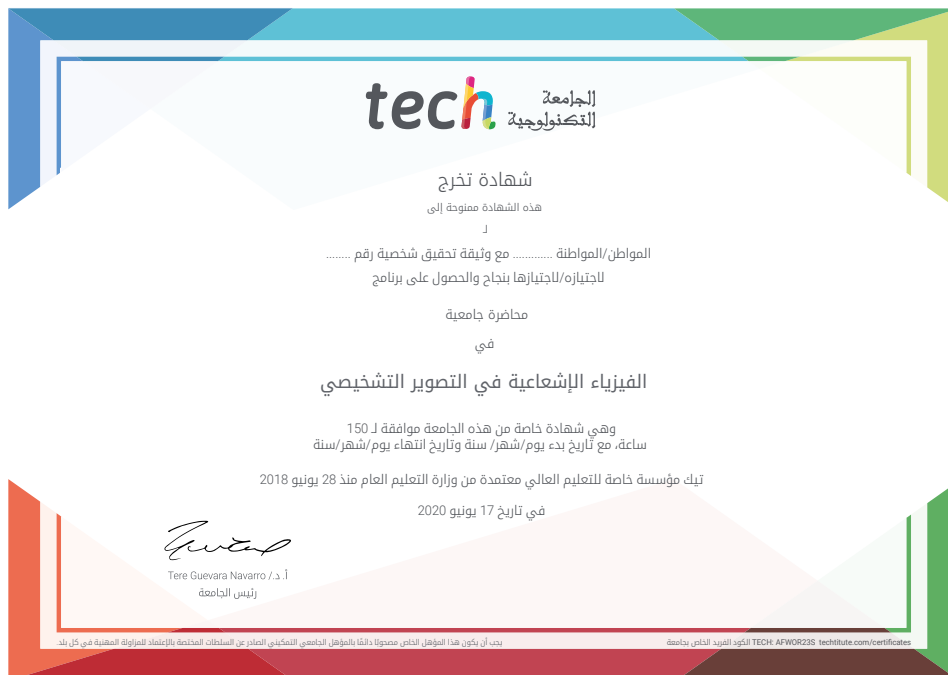 tech الجامعة
التكنولوجية
شهادة تخرج
هذه الشهادة ممنوحة إلى
لـ
المواطن/المواطنة ............ مع وثيقة تحقيق شخصية رقم ........
لاجتيازه/لاجتيازها بنجاح والحصول على برنامج
محاضرة جامعية
في
الفيزياء الإشعاعية في التصوير التشخيصي
وهي شهادة خاصة من هذه الجامعة موافقة لـ 150
ساعة، مع تاريخ بدء يوم/شهر/ سنة وتاريخ انتهاء يوم/شهر/سنة
تيك مؤسسة خاصة للتعليم العالي معتمدة من وزارة التعليم العام منذ 28 يونيو 2018
في تاريخ 17 يونيو 2020
أ.د./ Tere Guevara Navarro
رئيس الجامعة
يجب أن يكون هذا المؤهل الخاص مصحوبًا دائمًا بالمؤهل الجامعي التمكيني الصادر عن السلطات المختصة بالإعتماد للمزاولة المهنية في كل بلد.
الكود الفريد الخاص بجامعة TECH: AFWOR23S techtitute.com/certificates